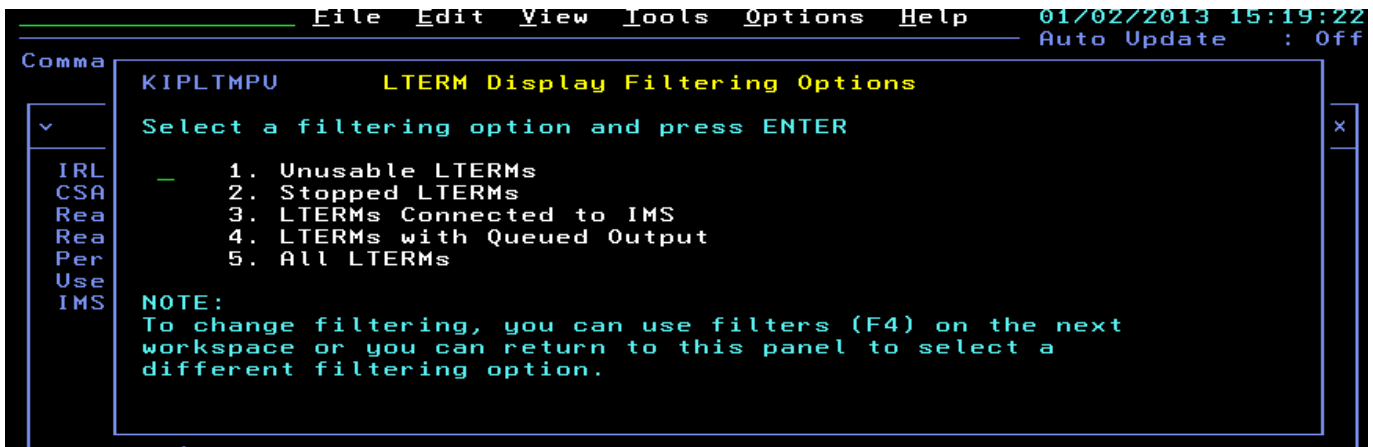 File Edit View Tools Options Help 01/02/2013 15:19:22
Auto Update : Off
Comma
KIPLTMPU LTERM Display Filtering Options
Select a filtering option and press ENTER
IRL _ 1. Unusable LTERMs
CSA 2. Stopped LTERMs
Rea 3. LTERMs Connected to IMS
Rea 4. LTERMs with Queued Output
Per 5. All LTERMs
Use
IMS NOTE:
To change filtering, you can use filters (F4) on the next
workspace or you can return to this panel to select a
different filtering option.